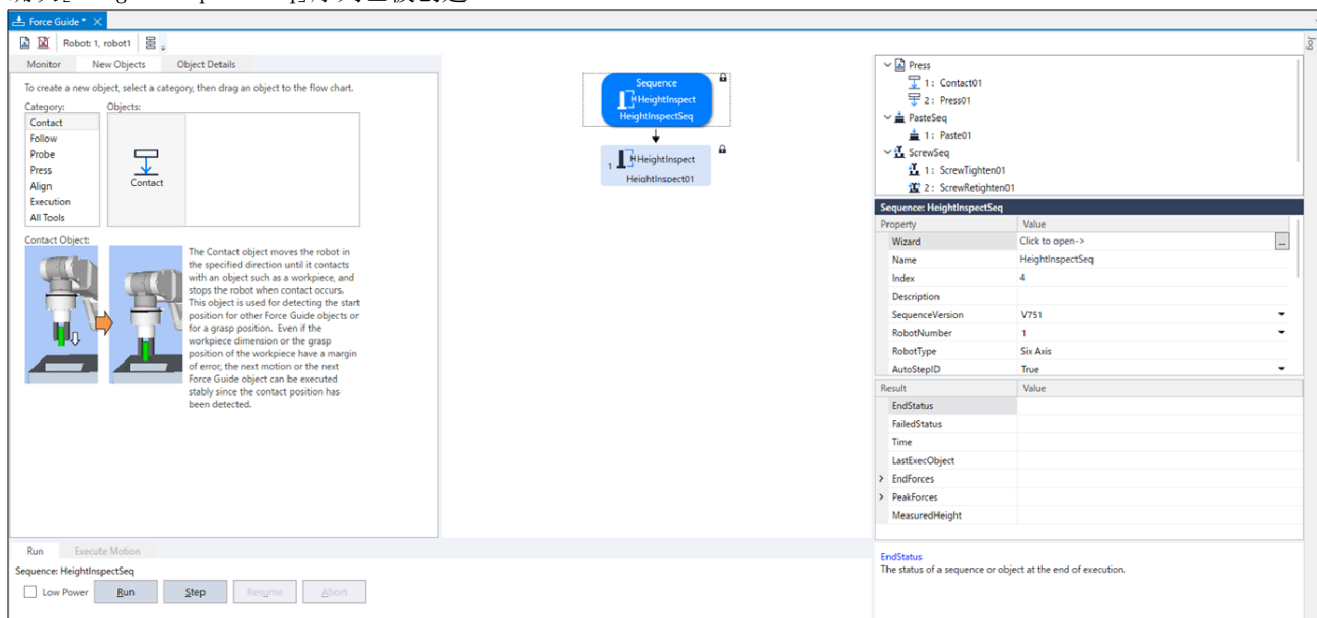 Force Guide *
Robot: 1, robot1
Jog
Monitor
New Objects
Object Details
To create a new object, select a category, then drag an object to the flow chart.
Category:
Objects:
Contact
Follow
Probe
Press
Align
Execution
All Tools
Contact
Contact Object:
The Contact object moves the robot in
the specified direction until it contacts
with an object such as a workpiece, and
stops the robot when contact occurs.
This object is used for detecting the start
position for other Force Guide objects or
for a grasp position. Even if the
workpiece dimension or the grasp
position of the workpiece have a margin
of error, the next motion or the next
Force Guide object can be executed
stably since the contact position has
been detected.
Sequence
HeightInspect
HeightInspectSeq
1
HeightInspect
HeightInspect01
Press
1: Contact01
2: Press01
PasteSeq
1: Paste01
ScrewSeq
1: ScrewTighten01
2: ScrewRetighten01
Sequence: HeightInspectSeq
Property Value
Wizard Click to open-> ...
Name HeightInspectSeq
Index 4
Description
SequenceVersion V751
RobotNumber 1
RobotType Six Axis
AutoStepID True
Result Value
EndStatus
FailedStatus
Time
LastExecObject
EndForces
PeakForces
MeasuredHeight
EndStatus
The status of a sequence or object at the end of execution.
Run
Execute Motion
Sequence: HeightInspectSeq
Low Power
Run
Step
Resume
Abort